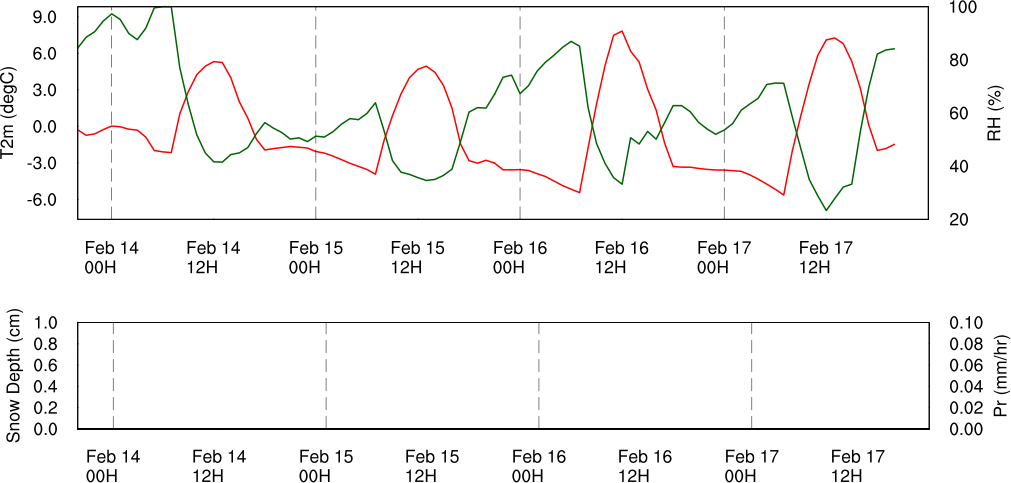 9.0
6.0
3.0
0.0
-3.0
-6.0
T2m (degC)
100
80
60
40
20
RH (%)
Feb 14 Feb 14 Feb 15 Feb 15 Feb 16 Feb 16 Feb 17 Feb 17
00H 12H 00H 12H 00H 12H 00H 12H
1.0
0.8
0.6
0.4
0.2
0.0
Snow Depth (cm)
0.10
0.08
0.06
0.04
0.02
0.00
Pr (mm/hr)
Feb 14 Feb 14 Feb 15 Feb 15 Feb 16 Feb 16 Feb 17 Feb 17
00H 12H 00H 12H 00H 12H 00H 12H